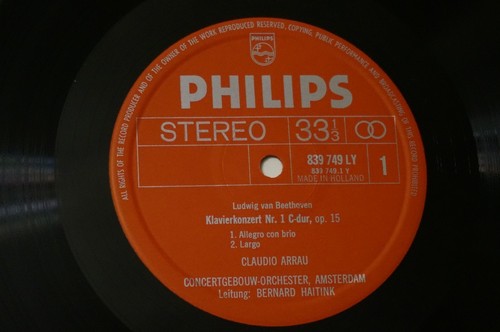 ALL RIGHTS OF THE RECORD PRODUCER AND OF THE OWNER OF THE WORK REPRODUCED RESERVED, COPYING, PUBLIC PERFORMANCE AND BROADCASTING OF THIS RECORD PROHIBITED
PHILIPS
PHILIPS
STEREO 33 1/3
839 749 LY
839 749.1 Y
MADE IN HOLLAND
1
Ludwig van Beethoven
Klavierkonzert Nr. 1 C-dur, op. 15
1. Allegro con brio
2. Largo
CLAUDIO ARRAU
CONCERTGEBOUW-ORCHESTER, AMSTERDAM
Leitung: BERNARD HAITINK